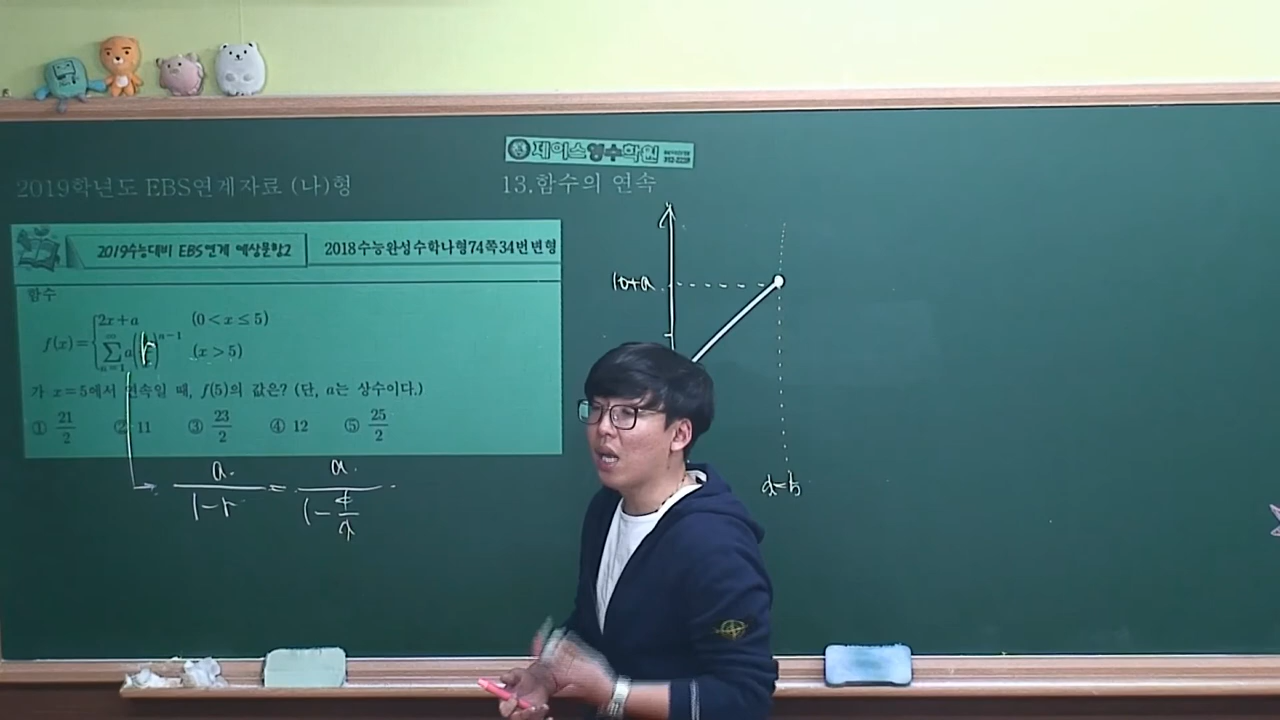 제이스영수학원
2019학년도 EBS연계자료 (나)형
13.함수의 연속
2019수능대비 EBS연계 예상문항2
2018수능완성 수학나형 74쪽 34번 변형
함수
f(x)= { 2x+a (0<x≤5)
∑ n=1 ∞ a( r )ⁿ⁻¹ (x>5)
가 x=5에서 연속일 때, f(5)의 값은? (단, a는 상수이다.)
① 21/2 ② 11 ③ 23/2 ④ 12 ⑤ 25/2
a/(1-r) = a/(1-4/x)
10+a
x=5